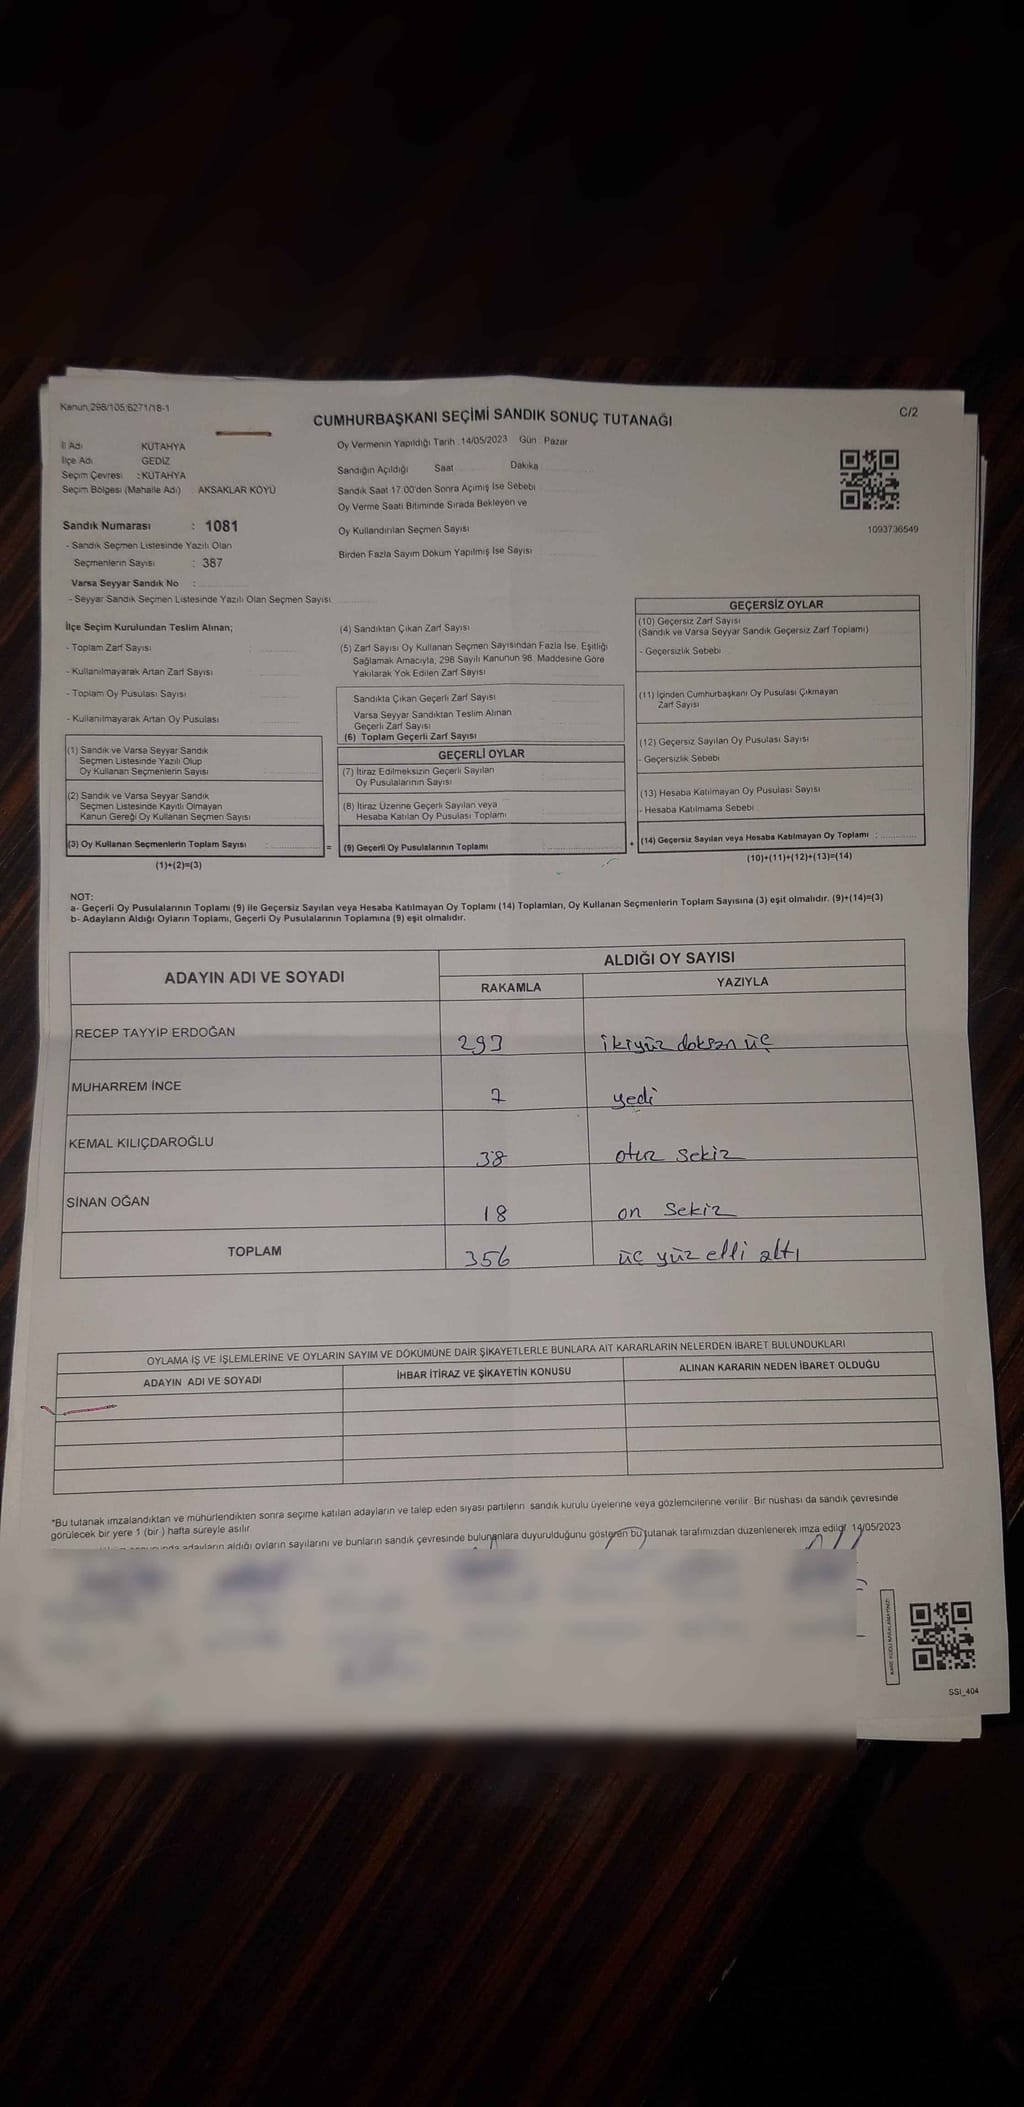 Kanun;298/105;6271/18-1
C/2
CUMHURBAŞKANI SEÇİMİ SANDIK SONUÇ TUTANAĞI
İl Adı KÜTAHYA
İlçe Adı GEDİZ
Seçim Çevresi : KÜTAHYA
Seçim Bölgesi (Mahalle Adı) : AKSAKLAR KÖYÜ
Oy Vermenin Yapıldığı Tarih : 14/05/2023 Gün : Pazar
Sandığın Açıldığı Saat Dakika
Sandık Saat 17:00'den Sonra Açımış İse Sebebi
Oy Verme Saati Bitiminde Sırada Bekleyen ve
Oy Kullandırılan Seçmen Sayısı
Birden Fazla Sayım Döküm Yapılmış İse Sayısı
1093736549
Sandık Numarası : 1081
- Sandık Seçmen Listesinde Yazılı Olan
Seçmenlerin Sayısı : 387
Varsa Seyyar Sandık No :
- Seyyar Sandık Seçmen Listesinde Yazılı Olan Seçmen Sayısı
İlçe Seçim Kurulundan Teslim Alınan;
- Toplam Zarf Sayısı
- Kullanılmayarak Artan Zarf Sayısı
- Toplam Oy Pusulası Sayısı
- Kullanılmayarak Artan Oy Pusulası
(1) Sandık ve Varsa Seyyar Sandık
Seçmen Listesinde Yazılı Olup
Oy Kullanan Seçmenlerin Sayısı
(2) Sandık ve Varsa Seyyar Sandık
Seçmen Listesinde Kayıtlı Olmayan
Kanun Gereği Oy Kullanan Seçmen Sayısı
(3) Oy Kullanan Seçmenlerin Toplam Sayısı :
(1)+(2)=(3)
=
(4) Sandıktan Çıkan Zarf Sayısı
(5) Zarf Sayısı Oy Kullanan Seçmen Sayısından Fazla İse, Eşitliği
Sağlamak Amacıyla, 298 Sayılı Kanunun 98. Maddesine Göre
Yakılarak Yok Edilen Zarf Sayısı
Sandıkta Çıkan Geçerli Zarf Sayısı
Varsa Seyyar Sandıktan Teslim Alınan
Geçerli Zarf Sayısı
(6) Toplam Geçerli Zarf Sayısı
GEÇERLİ OYLAR
(7) İtiraz Edilmeksizin Geçerli Sayılan
Oy Pusulalarının Sayısı
(8) İtiraz Üzerine Geçerli Sayılan veya
Hesaba Katılan Oy Pusulası Toplamı
(9) Geçerli Oy Pusulalarının Toplamı :
+
GEÇERSİZ OYLAR
(10) Geçersiz Zarf Sayısı
(Sandık ve Varsa Seyyar Sandık Geçersiz Zarf Toplamı)
- Geçersizlik Sebebi
(11) İçinden Cumhurbaşkanı Oy Pusulası Çıkmayan
Zarf Sayısı
(12) Geçersiz Sayılan Oy Pusulası Sayısı
- Geçersizlik Sebebi
(13) Hesaba Katılmayan Oy Pusulası Sayısı
- Hesaba Katılmama Sebebi
(14) Geçersiz Sayılan veya Hesaba Katılmayan Oy Toplamı :
(10)+(11)+(12)+(13)=(14)
NOT:
a- Geçerli Oy Pusulalarının Toplamı (9) ile Geçersiz Sayılan veya Hesaba Katılmayan Oy Toplamı (14) Toplamları, Oy Kullanan Seçmenlerin Toplam Sayısına (3) eşit olmalıdır. (9)+(14)=(3)
b- Adayların Aldığı Oyların Toplamı, Geçerli Oy Pusulalarının Toplamına (9) eşit olmalıdır.
ADAYIN ADI VE SOYADI
ALDIĞI OY SAYISI
RAKAMLA YAZIYLA
RECEP TAYYİP ERDOĞAN 293 ikiyüz doksan üç
MUHARREM İNCE 7 yedi
KEMAL KILIÇDAROĞLU 38 otuz sekiz
SİNAN OĞAN 18 on sekiz
TOPLAM 356 üç yüz elli altı
OYLAMA İŞ VE İŞLEMLERİNE VE OYLARIN SAYIM VE DÖKÜMÜNE DAİR ŞİKAYETLERLE BUNLARA AİT KARARLARIN NELERDEN İBARET BULUNDUKLARI
ADAYIN ADI VE SOYADI İHBAR İTİRAZ VE ŞİKAYETİN KONUSU ALINAN KARARIN NEDEN İBARET OLDUĞU
*Bu tutanak imzalandıktan ve mühürlendikten sonra seçime katılan adayların ve talep eden siyasi partilerin sandık kurulu üyelerine veya gözlemcilerine verilir. Bir nushası da sandık çevresinde
görülecek bir yere 1 (bir) hafta süreyle asılır.
adayların aldığı oyların sayılarını ve bunların sandık çevresinde bulunanlara duyurulduğunu gösteren bu tutanak tarafımızdan düzenlenerek imza edildi. 14/05/2023
SSI_404